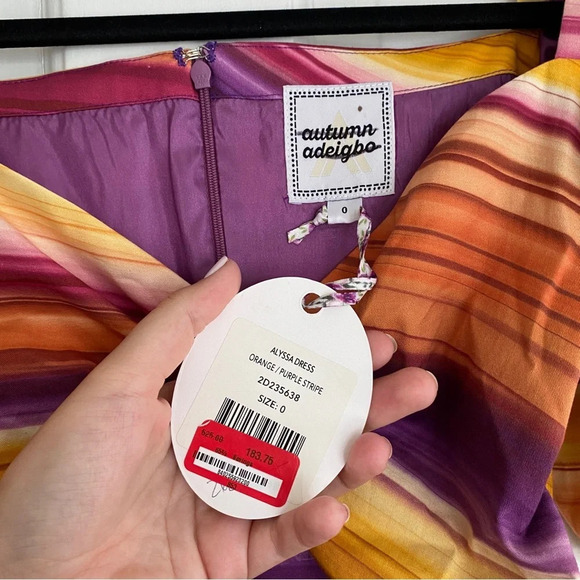 autumn
adeigbo
0
ALYSSA DRESS
ORANGE / PURPLE STRIPE
2D235638
SIZE: 0
183.75